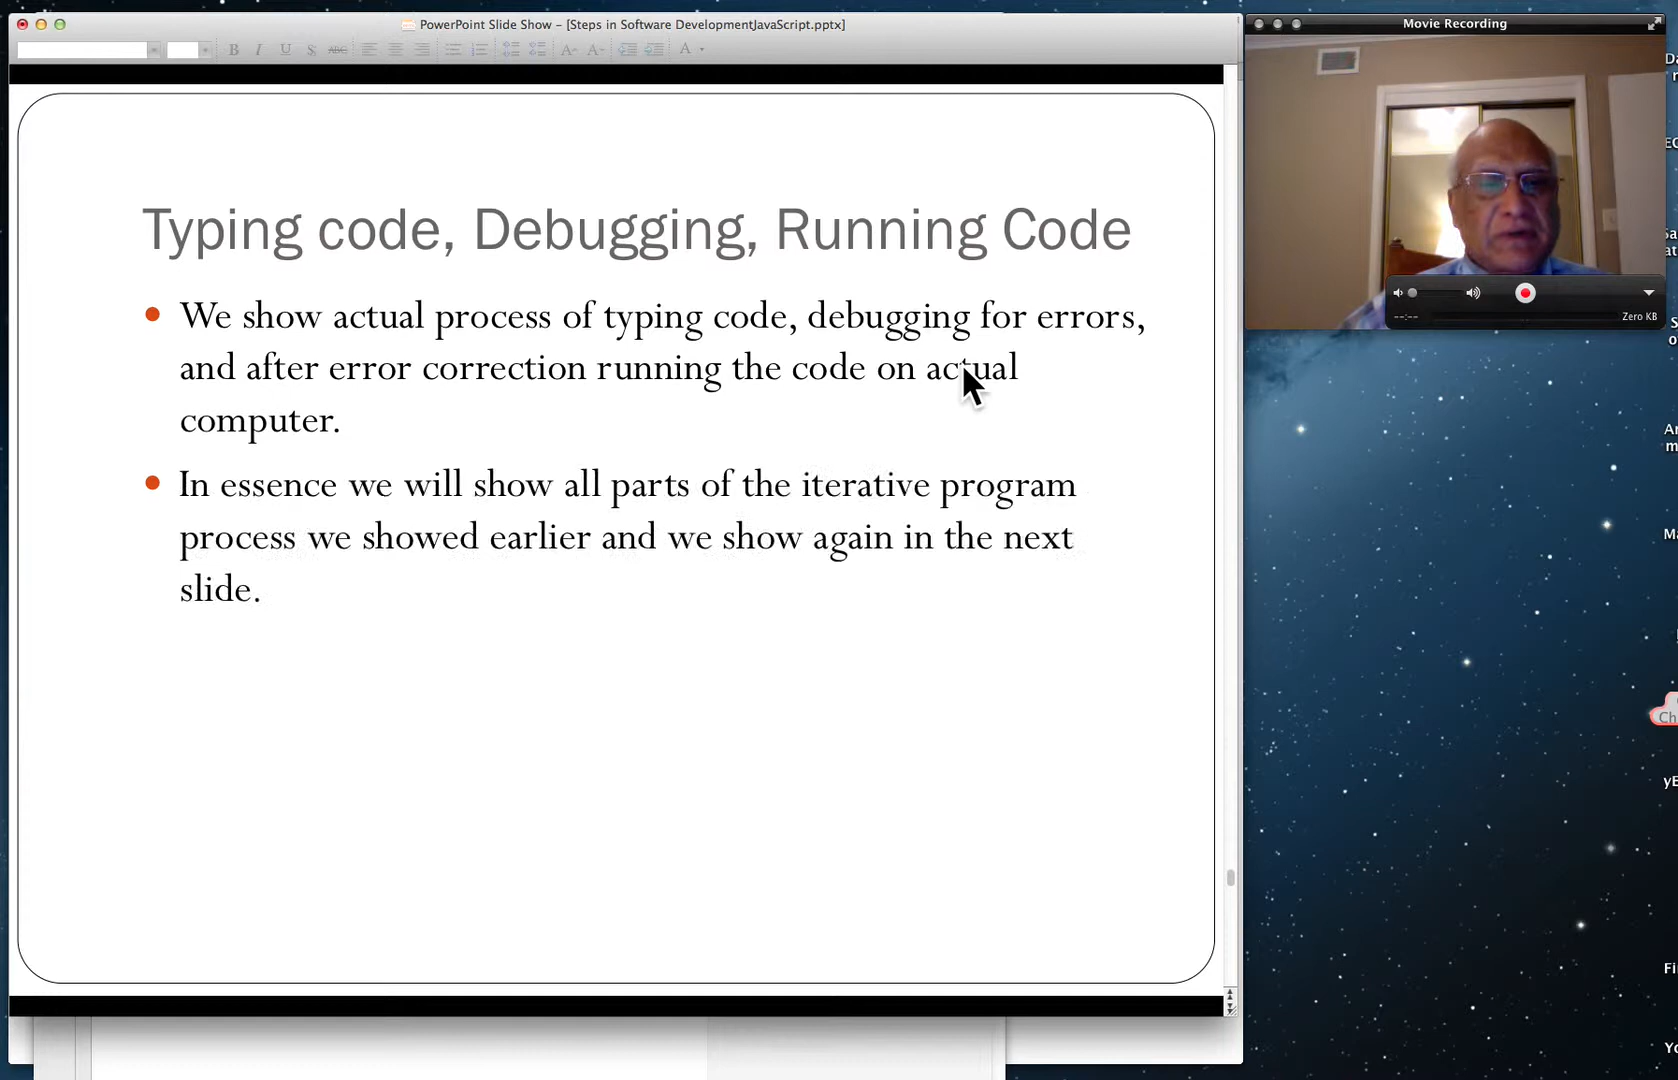 PowerPoint Slide Show - [Steps in Software DevelopmentJavaScript.pptx]
Movie Recording
B I U S ABC A A A
Typing code, Debugging, Running Code
We show actual process of typing code, debugging for errors,
and after error correction running the code on actual
computer.
In essence we will show all parts of the iterative program
process we showed earlier and we show again in the next
slide.
--:--
Zero KB